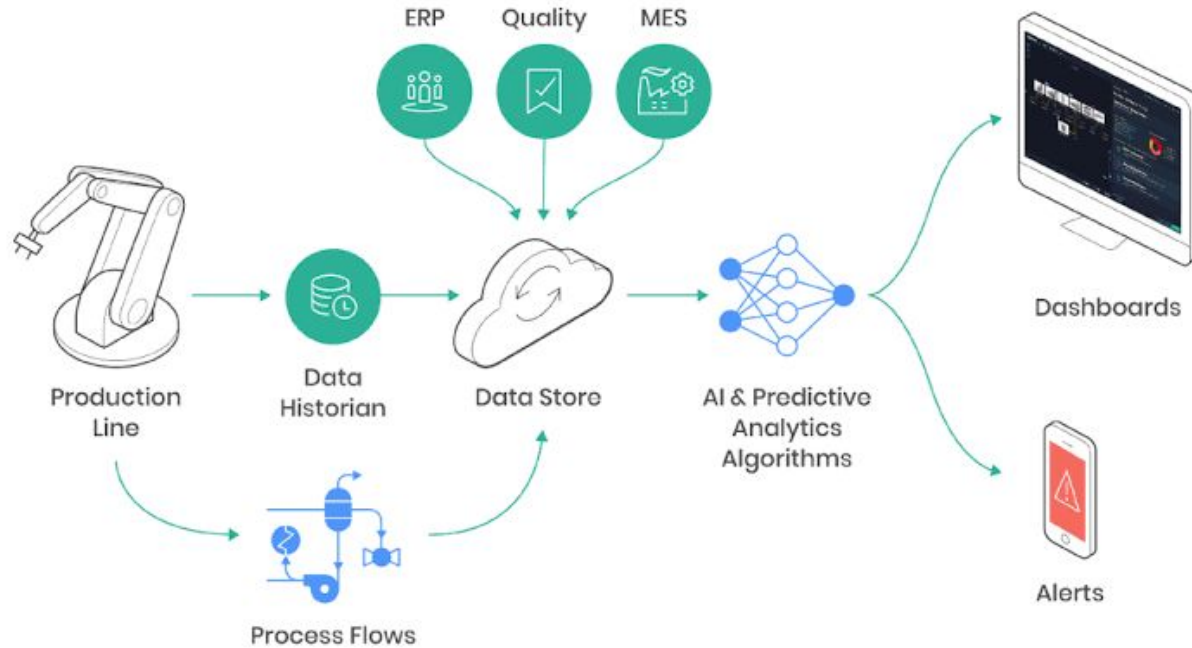 ERP
Quality
MES
Production
Line
Data
Historian
Data Store
AI & Predictive
Analytics
Algorithms
Dashboards
Process Flows
Alerts